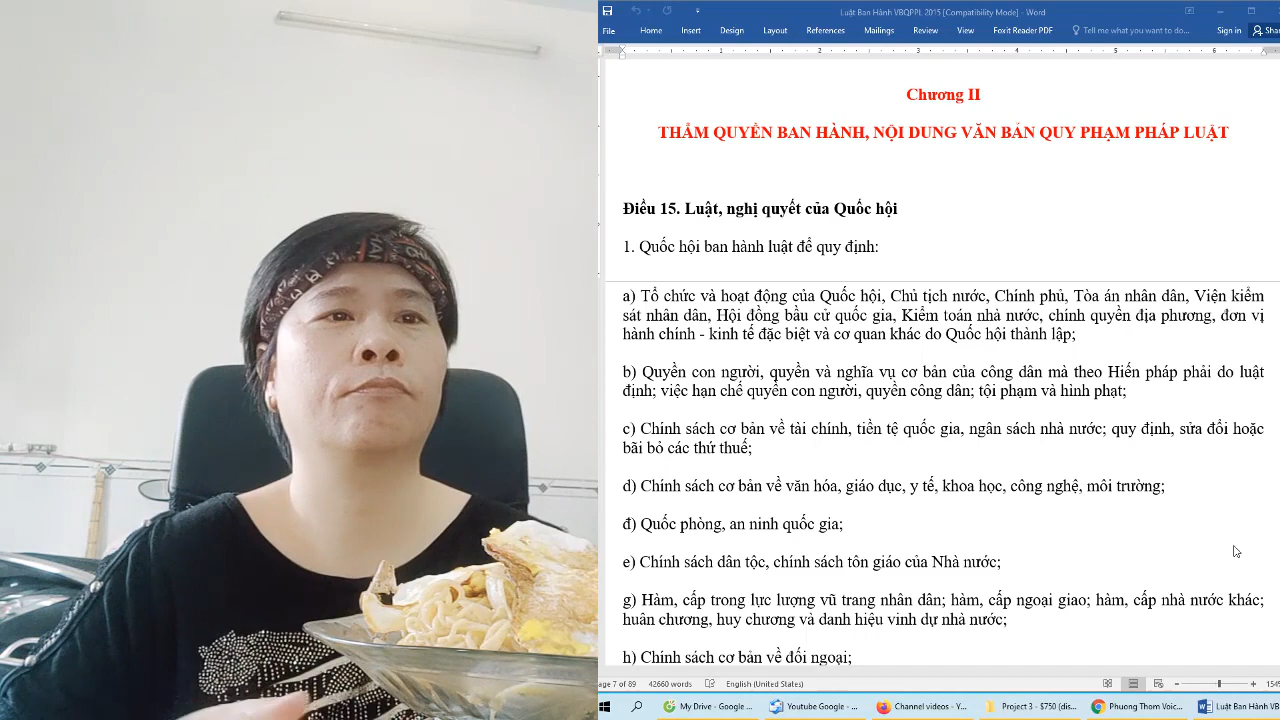 Luật Ban Hành VBQPPL 2015 [Compatibility Mode] - Word
File Home Insert Design Layout References Mailings Review View Foxit Reader PDF Tell me what you want to do... Sign in Shar
1 2 3 4 5 6
Chương II
THẨM QUYỀN BAN HÀNH, NỘI DUNG VĂN BẢN QUY PHẠM PHÁP LUẬT
Điều 15. Luật, nghị quyết của Quốc hội
1. Quốc hội ban hành luật để quy định:
a) Tổ chức và hoạt động của Quốc hội, Chủ tịch nước, Chính phủ, Tòa án nhân dân, Viện kiểm
sát nhân dân, Hội đồng bầu cử quốc gia, Kiểm toán nhà nước, chính quyền địa phương, đơn vị
hành chính - kinh tế đặc biệt và cơ quan khác do Quốc hội thành lập;
b) Quyền con người, quyền và nghĩa vụ cơ bản của công dân mà theo Hiến pháp phải do luật
định; việc hạn chế quyền con người, quyền công dân; tội phạm và hình phạt;
c) Chính sách cơ bản về tài chính, tiền tệ quốc gia, ngân sách nhà nước; quy định, sửa đổi hoặc
bãi bỏ các thứ thuế;
d) Chính sách cơ bản về văn hóa, giáo dục, y tế, khoa học, công nghệ, môi trường;
đ) Quốc phòng, an ninh quốc gia;
e) Chính sách dân tộc, chính sách tôn giáo của Nhà nước;
g) Hàm, cấp trong lực lượng vũ trang nhân dân; hàm, cấp ngoại giao; hàm, cấp nhà nước khác;
huân chương, huy chương và danh hiệu vinh dự nhà nước;
h) Chính sách cơ bản về đối ngoại;
age 7 of 89 42660 words English (United States) 154
My Drive - Google ... Youtube - Google ... Channel videos - Y... Project 3 - $750 (dis... Phuong Thom Voic... Luật Ban Hành VB